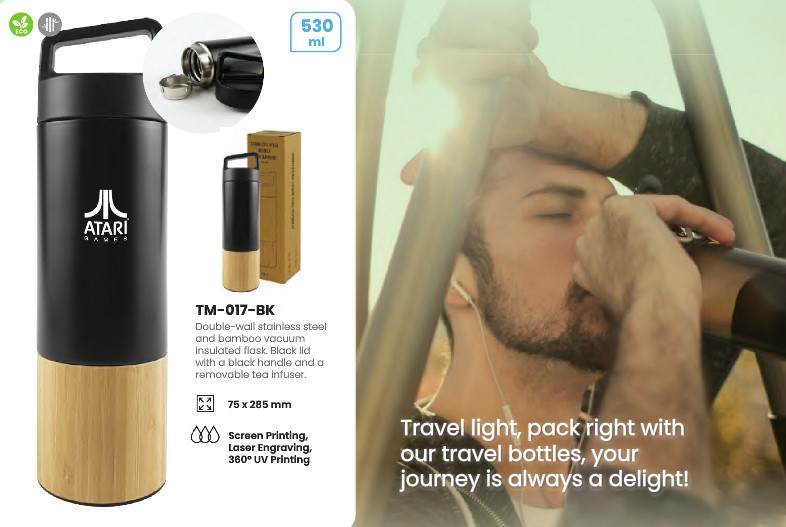 ECO
530
ml
ATARI
GAMES
TM-017-BK
Double-wall stainless steel
and bamboo vacuum
insulated flask. Black lid
with a black handle and a
removable tea infuser.
75 x 285 mm
Screen Printing,
Laser Engraving,
360° UV Printing
Travel light, pack right with
our travel bottles, your
journey is always a delight!